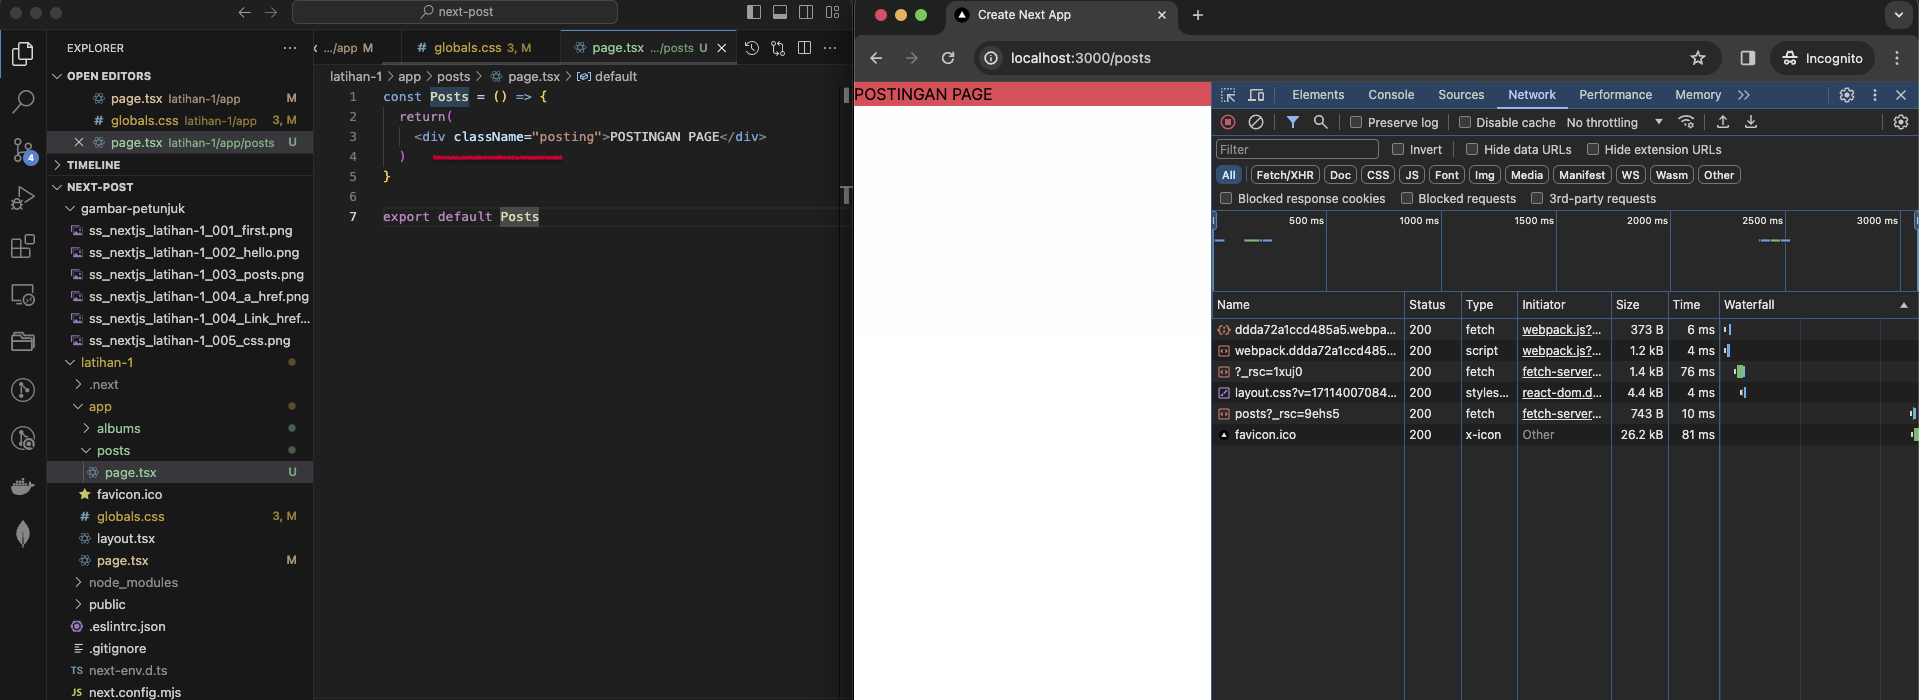 next-post
EXPLORER
OPEN EDITORS
page.tsx latihan-1/app M
globals.css latihan-1/app 3, M
page.tsx latihan-1/app/posts U
TIMELINE
NEXT-POST
gambar-petunjuk
ss_nextjs_latihan-1_001_first.png
ss_nextjs_latihan-1_002_hello.png
ss_nextjs_latihan-1_003_posts.png
ss_nextjs_latihan-1_004_a_href.png
ss_nextjs_latihan-1_004_Link_href...
ss_nextjs_latihan-1_005_css.png
latihan-1
.next
app
albums
posts
page.tsx U
favicon.ico
globals.css 3, M
layout.tsx
page.tsx M
node_modules
public
.eslintrc.json
.gitignore
TS next-env.d.ts
JS next.config.mjs
4
.../app M
# globals.css 3, M
page.tsx .../posts U
latihan-1 > app > posts > page.tsx > default
1 const Posts = () => {
2 return(
3 <div className="posting">POSTINGAN PAGE</div>
4 )
5 }
6
7 export default Posts
Create Next App
localhost:3000/posts
Incognito
POSTINGAN PAGE
Elements Console Sources Network Performance Memory
Preserve log Disable cache No throttling
Filter Invert Hide data URLs Hide extension URLs
All Fetch/XHR Doc CSS JS Font Img Media Manifest WS Wasm Other
Blocked response cookies Blocked requests 3rd-party requests
500 ms 1000 ms 1500 ms 2000 ms 2500 ms 3000 ms
Name Status Type Initiator Size Time Waterfall
ddda72a1ccd485a5.webpa... 200 fetch webpack.js?... 373 B 6 ms
webpack.ddda72a1ccd485... 200 script webpack.js?... 1.2 kB 4 ms
?_rsc=1xuj0 200 fetch fetch-server... 1.4 kB 76 ms
layout.css?v=17114007084... 200 styles... react-dom.d... 4.4 kB 4 ms
posts?_rsc=9ehs5 200 fetch fetch-server... 743 B 10 ms
favicon.ico 200 x-icon Other 26.2 kB 81 ms